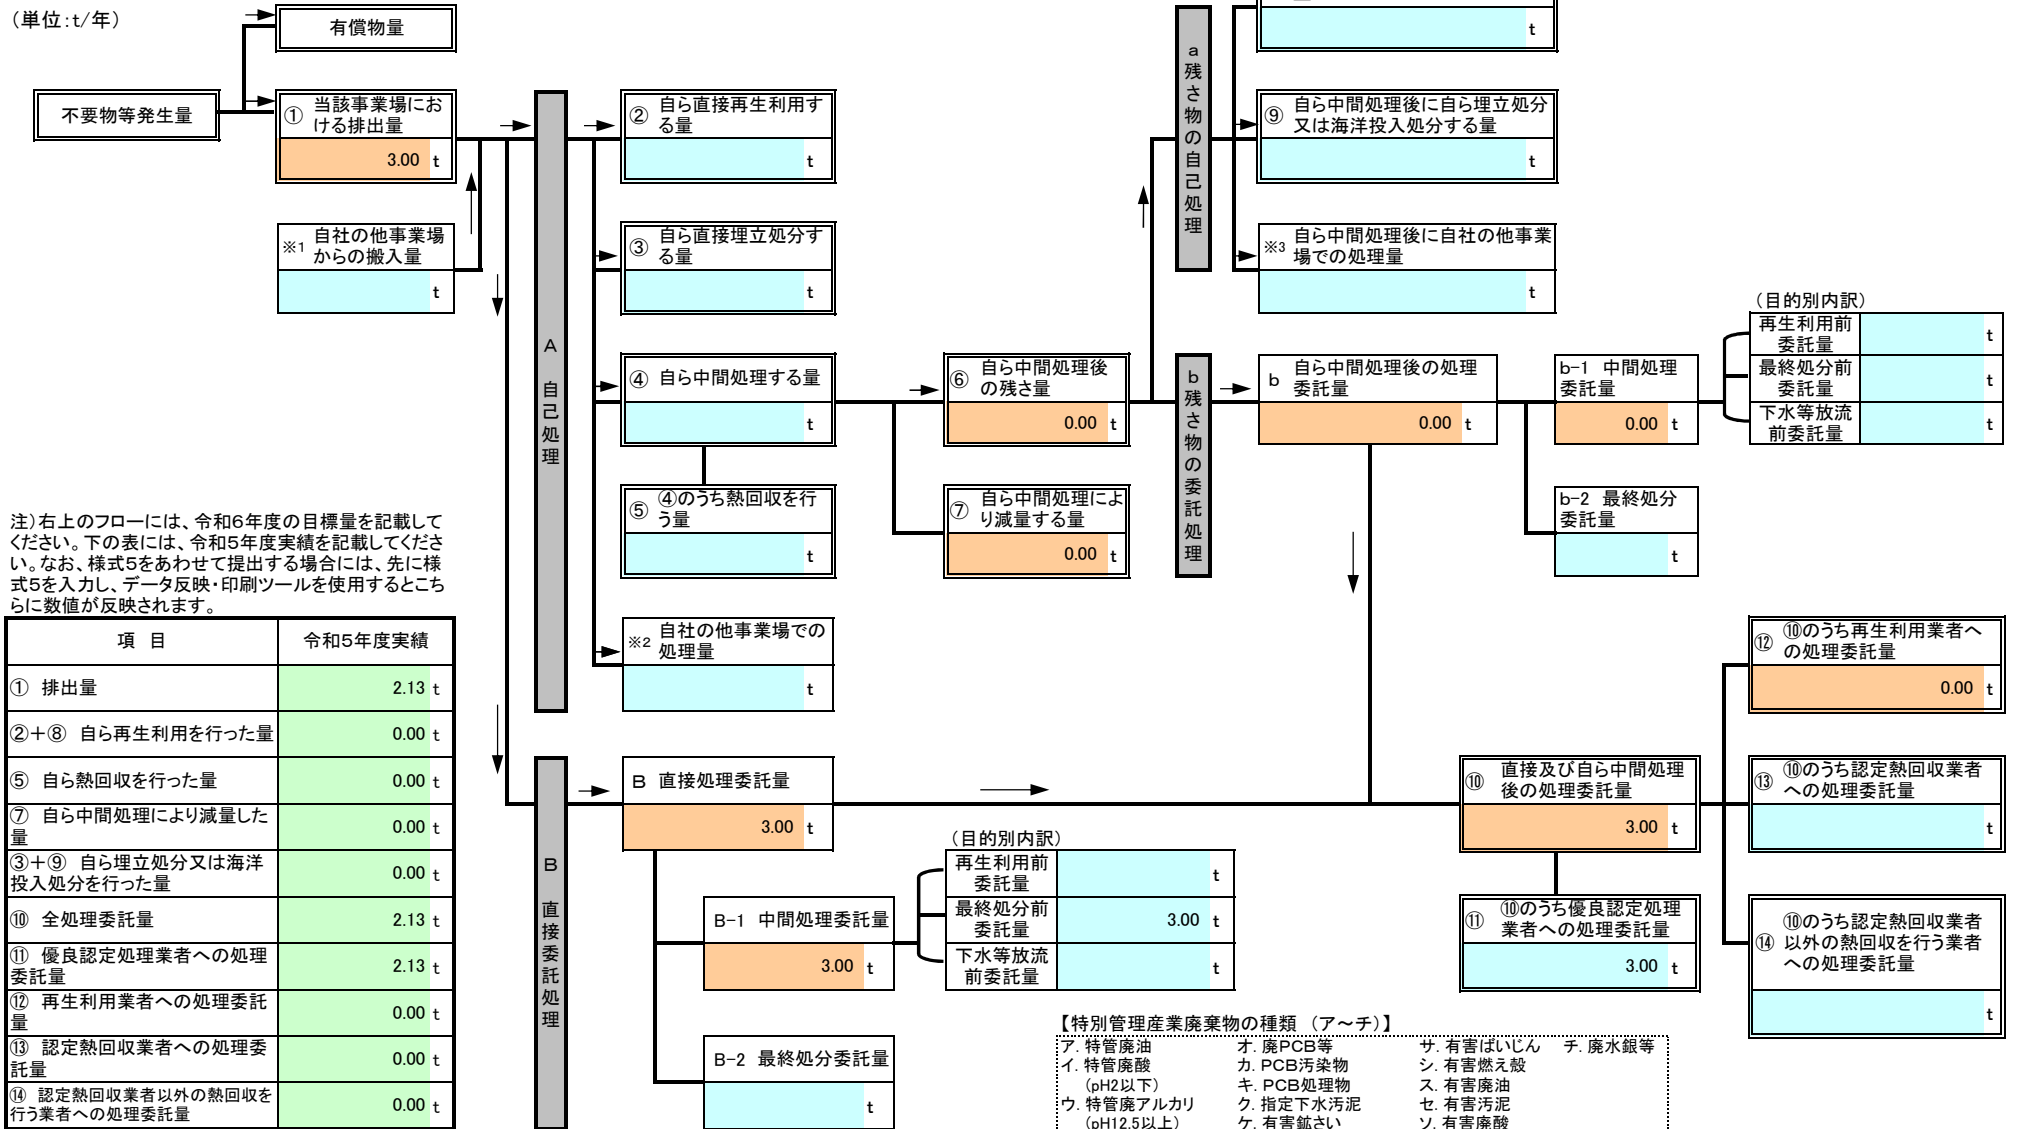 （単位：t/年）
有償物量
不要物等発生量
① 当該事業場にお
ける排出量
3.00 t
※1 自社の他事業場
からの搬入量
t
A 自己処理
② 自ら直接再生利用す
る量
t
③ 自ら直接埋立処分す
る量
t
④ 自ら中間処理する量
t
⑤ ④のうち熱回収を行
う量
t
※2 自社の他事業場での
処理量
t
⑥ 自ら中間処理後
の残さ量
0.00 t
⑦ 自ら中間処理によ
り減量する量
0.00 t
a残さ物の自己処理
t
⑨ 自ら中間処理後に自ら埋立処分
又は海洋投入処分する量
t
※3 自ら中間処理後に自社の他事業
場での処理量
t
b残さ物の委託処理
b 自ら中間処理後の処理
委託量
0.00 t
b-1 中間処理
委託量
0.00 t
b-2 最終処分
委託量
t
（目的別内訳）
再生利用前
委託量
t
最終処分前
委託量
t
下水等放流
前委託量
t
注）右上のフローには、令和6年度の目標量を記載して
ください。下の表には、令和5年度実績を記載してくださ
い。なお、様式5をあわせて提出する場合には、先に様
式5を入力し、データ反映・印刷ツールを使用するとこち
らに数値が反映されます。
項 目 令和5年度実績
① 排出量 2.13 t
②＋⑧ 自ら再生利用を行った量 0.00 t
⑤ 自ら熱回収を行った量 0.00 t
⑦ 自ら中間処理により減量した
量 0.00 t
③＋⑨ 自ら埋立処分又は海洋
投入処分を行った量 0.00 t
⑩ 全処理委託量 2.13 t
⑪ 優良認定処理業者への処理
委託量 2.13 t
⑫ 再生利用業者への処理委託
量 0.00 t
⑬ 認定熱回収業者への処理委
託量 0.00 t
⑭ 認定熱回収業者以外の熱回収を
行う業者への処理委託量 0.00 t
B 直接委託処理
B 直接処理委託量
3.00 t
B-1 中間処理委託量
3.00 t
B-2 最終処分委託量
t
（目的別内訳）
再生利用前
委託量
t
最終処分前
委託量
3.00 t
下水等放流
前委託量
t
⑩ 直接及び自ら中間処理
後の処理委託量
3.00 t
⑪ ⑩のうち優良認定処理
業者への処理委託量
3.00 t
⑫ ⑩のうち再生利用業者へ
の処理委託量
0.00 t
⑬ ⑩のうち認定熱回収業者
への処理委託量
t
⑭ ⑩のうち認定熱回収業者
以外の熱回収を行う業者
への処理委託量
t
【特別管理産業廃棄物の種類 （ア～チ）】
ア. 特管廃油 オ. 廃PCB等 サ. 有害ばいじん チ. 廃水銀等
イ. 特管廃酸 カ. PCB汚染物 シ. 有害燃え殻
（pH2以下） キ. PCB処理物 ス. 有害廃油
ウ. 特管廃アルカリ ク. 指定下水汚泥 セ. 有害汚泥
（pH12.5以上） ケ. 有害鉱さい ソ. 有害廃酸